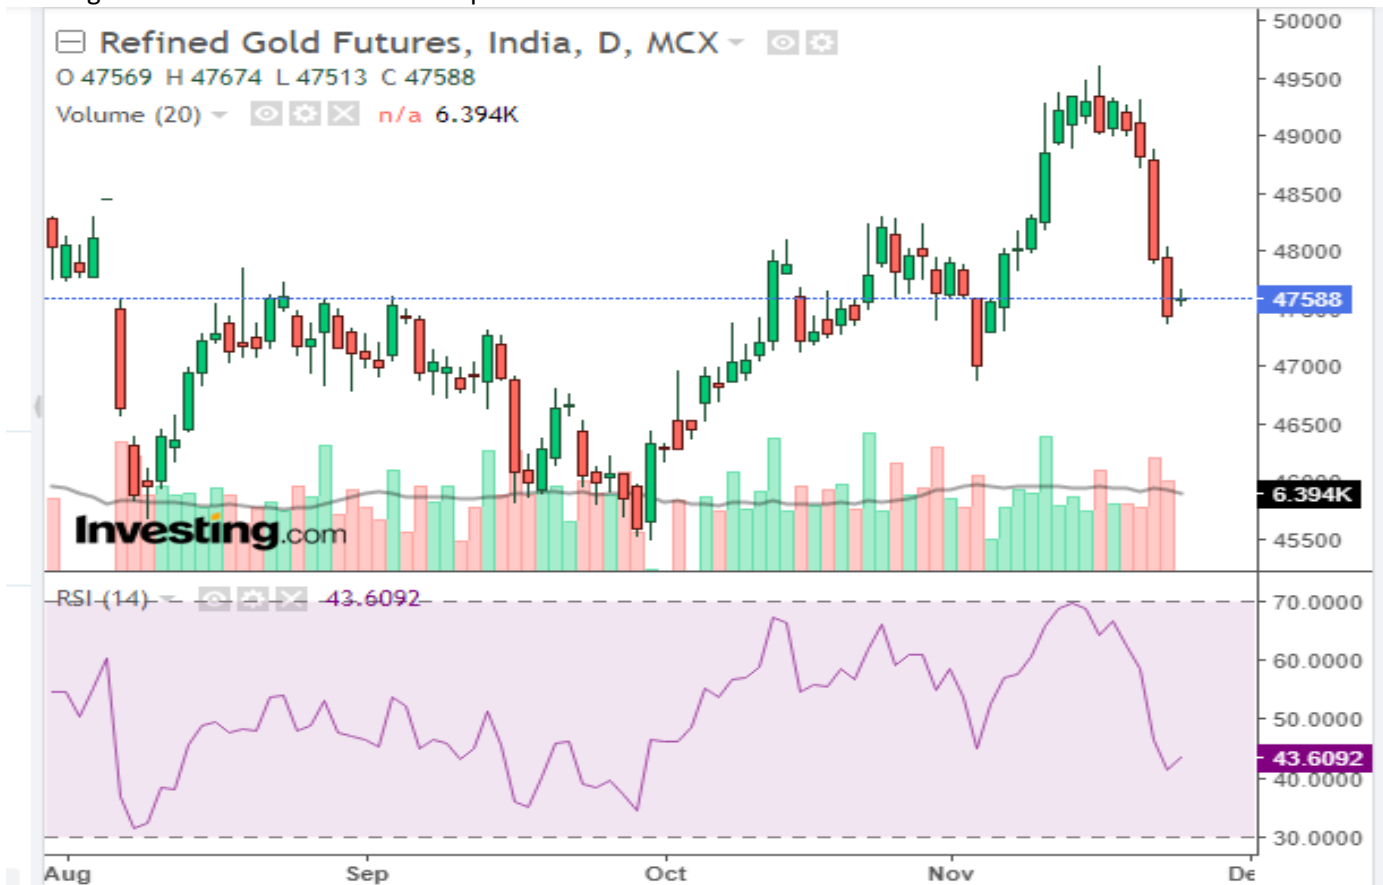 Refined Gold Futures, India, D, MCX
O 47569 H 47674 L 47513 C 47588
Volume (20) n/a 6.394K
50000
49500
49000
48500
48000
47588
47000
46500
6.394K
45500
Investing.com
RSI (14) 43.6092
70.0000
60.0000
50.0000
43.6092
40.0000
30.0000
Aug Sep Oct Nov De